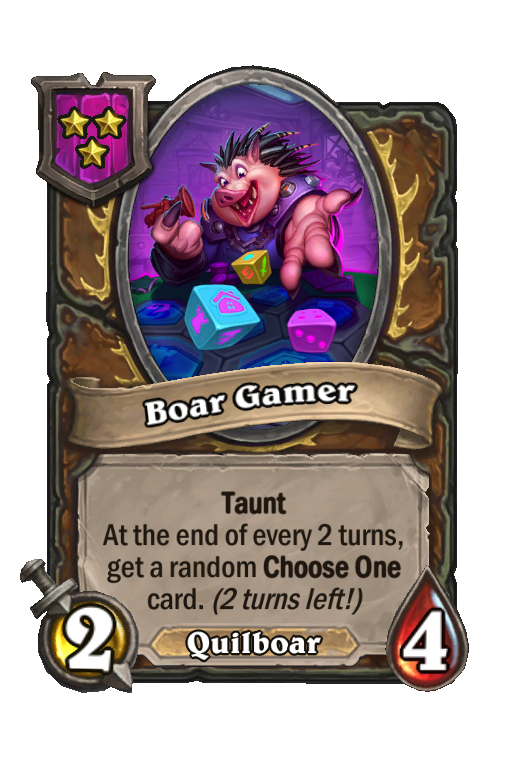 Boar Gamer
Taunt
At the end of every 2 turns,
get a random Choose One
card. (2 turns left!)
2
Quilboar
4